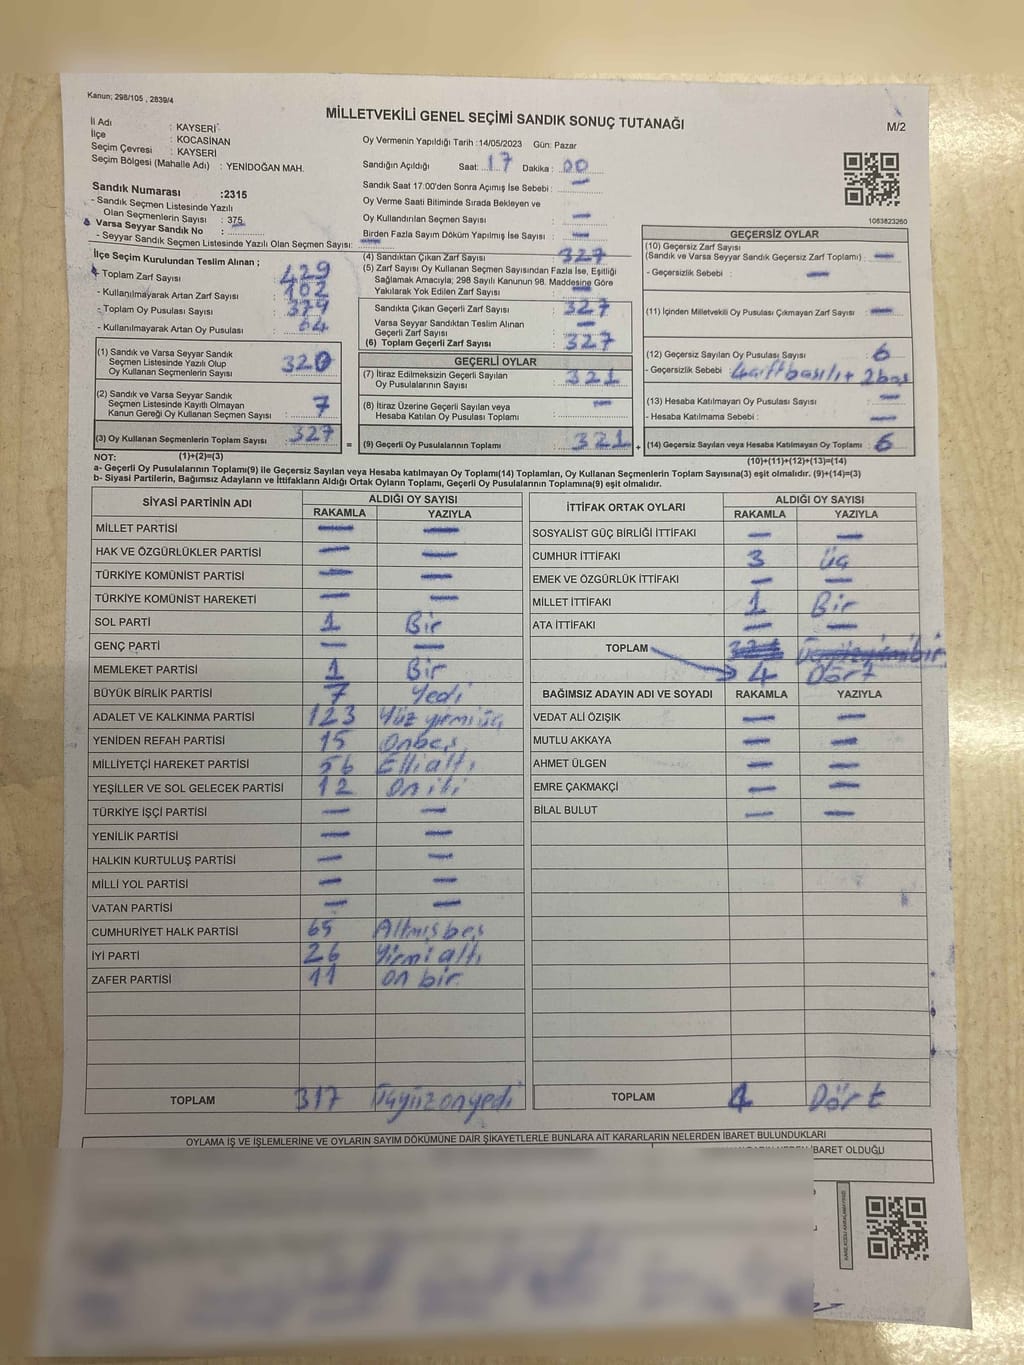 Kanun; 298/105 , 2839/4
MİLLETVEKİLİ GENEL SEÇİMİ SANDIK SONUÇ TUTANAĞI
M/2
İl Adı : KAYSERİ
İlçe : KOCASİNAN
Seçim Çevresi : KAYSERİ
Seçim Bölgesi (Mahalle Adı) : YENİDOĞAN MAH.
Sandık Numarası :2315
- Sandık Seçmen Listesinde Yazılı
Olan Seçmenlerin Sayısı : 375
Varsa Seyyar Sandık No :
- Seyyar Sandık Seçmen Listesinde Yazılı Olan Seçmen Sayısı: —
Oy Vermenin Yapıldığı Tarih :14/05/2023 Gün: Pazar
Sandığın Açıldığı Saat: 17 Dakika : 00
Sandık Saat 17.00'den Sonra Açımış İse Sebebi : —
Oy Verme Saati Bitiminde Sırada Bekleyen ve
Oy Kullandırılan Seçmen Sayısı : —
Birden Fazla Sayım Döküm Yapılmış İse Sayısı : —
1063823260
İlçe Seçim Kurulundan Teslim Alınan ;
- Toplam Zarf Sayısı : 429
- Kullanılmayarak Artan Zarf Sayısı : 102
- Toplam Oy Pusulası Sayısı : 379
- Kullanılmayarak Artan Oy Pusulası : 64
(1) Sandık ve Varsa Seyyar Sandık
Seçmen Listesinde Yazılı Olup
Oy Kullanan Seçmenlerin Sayısı : 320
(2) Sandık ve Varsa Seyyar Sandık
Seçmen Listesinde Kayıtlı Olmayan
Kanun Gereği Oy Kullanan Seçmen Sayısı : 7
(3) Oy Kullanan Seçmenlerin Toplam Sayısı : 327
(1)+(2)=(3)
(4) Sandıktan Çıkan Zarf Sayısı : 327
(5) Zarf Sayısı Oy Kullanan Seçmen Sayısından Fazla İse, Eşitliği
Sağlamak Amacıyla; 298 Sayılı Kanunun 98. Maddesine Göre
Yakılarak Yok Edilen Zarf Sayısı : —
Sandıkta Çıkan Geçerli Zarf Sayısı : 327
Varsa Seyyar Sandıktan Teslim Alınan
Geçerli Zarf Sayısı : —
(6) Toplam Geçerli Zarf Sayısı : 327
GEÇERLİ OYLAR
(7) İtiraz Edilmeksizin Geçerli Sayılan
Oy Pusulalarının Sayısı : 321
(8) İtiraz Üzerine Geçerli Sayılan veya
Hesaba Katılan Oy Pusulası Toplamı : —
= (9) Geçerli Oy Pusulalarının Toplamı : 321 +
GEÇERSİZ OYLAR
(10) Geçersiz Zarf Sayısı
(Sandık ve Varsa Seyyar Sandık Geçersiz Zarf Toplamı) : —
- Geçersizlik Sebebi : —
(11) İçinden Milletvekili Oy Pusulası Çıkmayan Zarf Sayısı : —
(12) Geçersiz Sayılan Oy Pusulası Sayısı : 6
- Geçersizlik Sebebi : 4 çift basılı + 2 boş
(13) Hesaba Katılmayan Oy Pusulası Sayısı : —
- Hesaba Katılmama Sebebi : —
(14) Geçersiz Sayılan veya Hesaba Katılmayan Oy Toplamı : 6
(10)+(11)+(12)+(13)=(14)
NOT:
a- Geçerli Oy Pusulalarının Toplamı(9) ile Geçersiz Sayılan veya Hesaba katılmayan Oy Toplamı(14) Toplamları, Oy Kullanan Seçmenlerin Toplam Sayısına(3) eşit olmalıdır. (9)+(14)=(3)
b- Siyasi Partilerin, Bağımsız Adayların ve İttifakların Aldığı Ortak Oyların Toplamı, Geçerli Oy Pusulalarının Toplamına(9) eşit olmalıdır.
SİYASİ PARTİNİN ADI ALDIĞI OY SAYISI
RAKAMLA YAZIYLA
MİLLET PARTİSİ — —
HAK VE ÖZGÜRLÜKLER PARTİSİ — —
TÜRKİYE KOMÜNİST PARTİSİ — —
TÜRKİYE KOMÜNİST HAREKETİ — —
SOL PARTİ 1 Bir
GENÇ PARTİ — —
MEMLEKET PARTİSİ 1 Bir
BÜYÜK BİRLİK PARTİSİ 7 Yedi
ADALET VE KALKINMA PARTİSİ 123 Yüz yirmi üç
YENİDEN REFAH PARTİSİ 15 Onbeş
MİLLİYETÇİ HAREKET PARTİSİ 56 Elli altı
YEŞİLLER VE SOL GELECEK PARTİSİ 12 On iki
TÜRKİYE İŞÇİ PARTİSİ — —
YENİLİK PARTİSİ — —
HALKIN KURTULUŞ PARTİSİ — —
MİLLİ YOL PARTİSİ — —
VATAN PARTİSİ — —
CUMHURİYET HALK PARTİSİ 65 Altmış beş
İYİ PARTİ 26 Yirmi altı
ZAFER PARTİSİ 11 On bir
TOPLAM 317 Üçyüzonyedi
İTTİFAK ORTAK OYLARI ALDIĞI OY SAYISI
RAKAMLA YAZIYLA
SOSYALİST GÜÇ BİRLİĞİ İTTİFAKI — —
CUMHUR İTTİFAKI 3 Üç
EMEK VE ÖZGÜRLÜK İTTİFAKI — —
MİLLET İTTİFAKI 1 Bir
ATA İTTİFAKI — —
TOPLAM
4 Dört
BAĞIMSIZ ADAYIN ADI VE SOYADI RAKAMLA YAZIYLA
VEDAT ALİ ÖZIŞIK — —
MUTLU AKKAYA — —
AHMET ÜLGEN — —
EMRE ÇAKMAKÇİ — —
BİLAL BULUT — —
TOPLAM 4 Dört
OYLAMA İŞ VE İŞLEMLERİNE VE OYLARIN SAYIM DÖKÜMÜNE DAİR ŞİKAYETLERLE BUNLARA AİT KARARLARIN NELERDEN İBARET BULUNDUKLARI
İBARET OLDUĞU